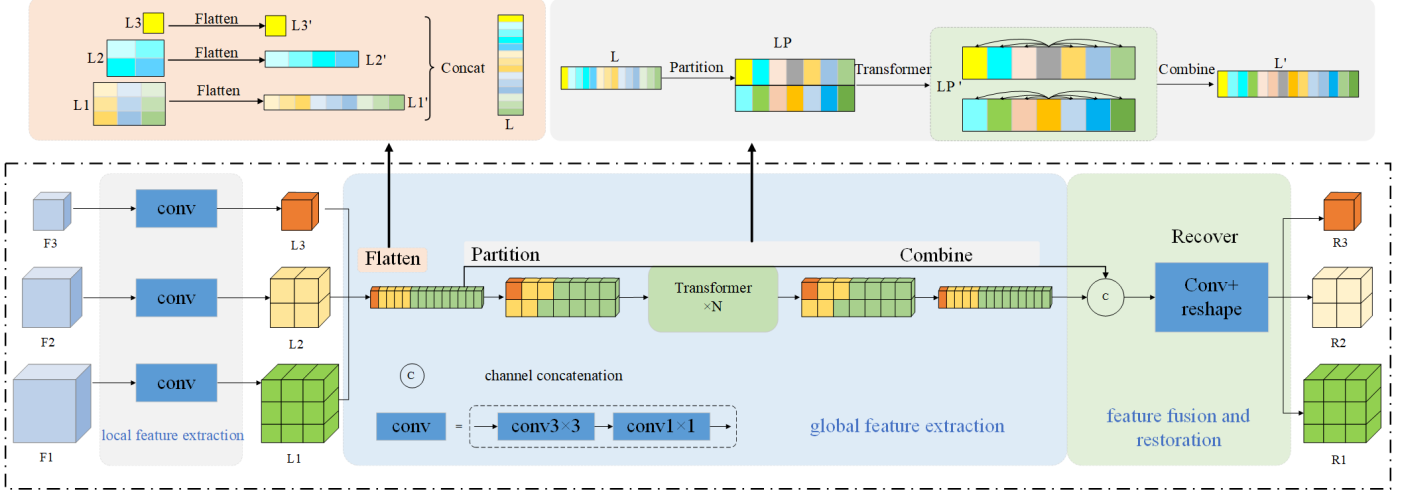 L3
Flatten
L3'
L2
Flatten
L2'
L1
Flatten
L1'
Concat
L
L
Partition
LP
Transformer
LP '
Combine
L'
F3
conv
L3
F2
conv
L2
F1
conv
L1
local feature extraction
Flatten
Partition
Combine
Transformer
×N
C
C
channel concatenation
conv
=
conv3×3
conv1×1
global feature extraction
Recover
Conv+
reshape
feature fusion and
restoration
R3
R2
R1